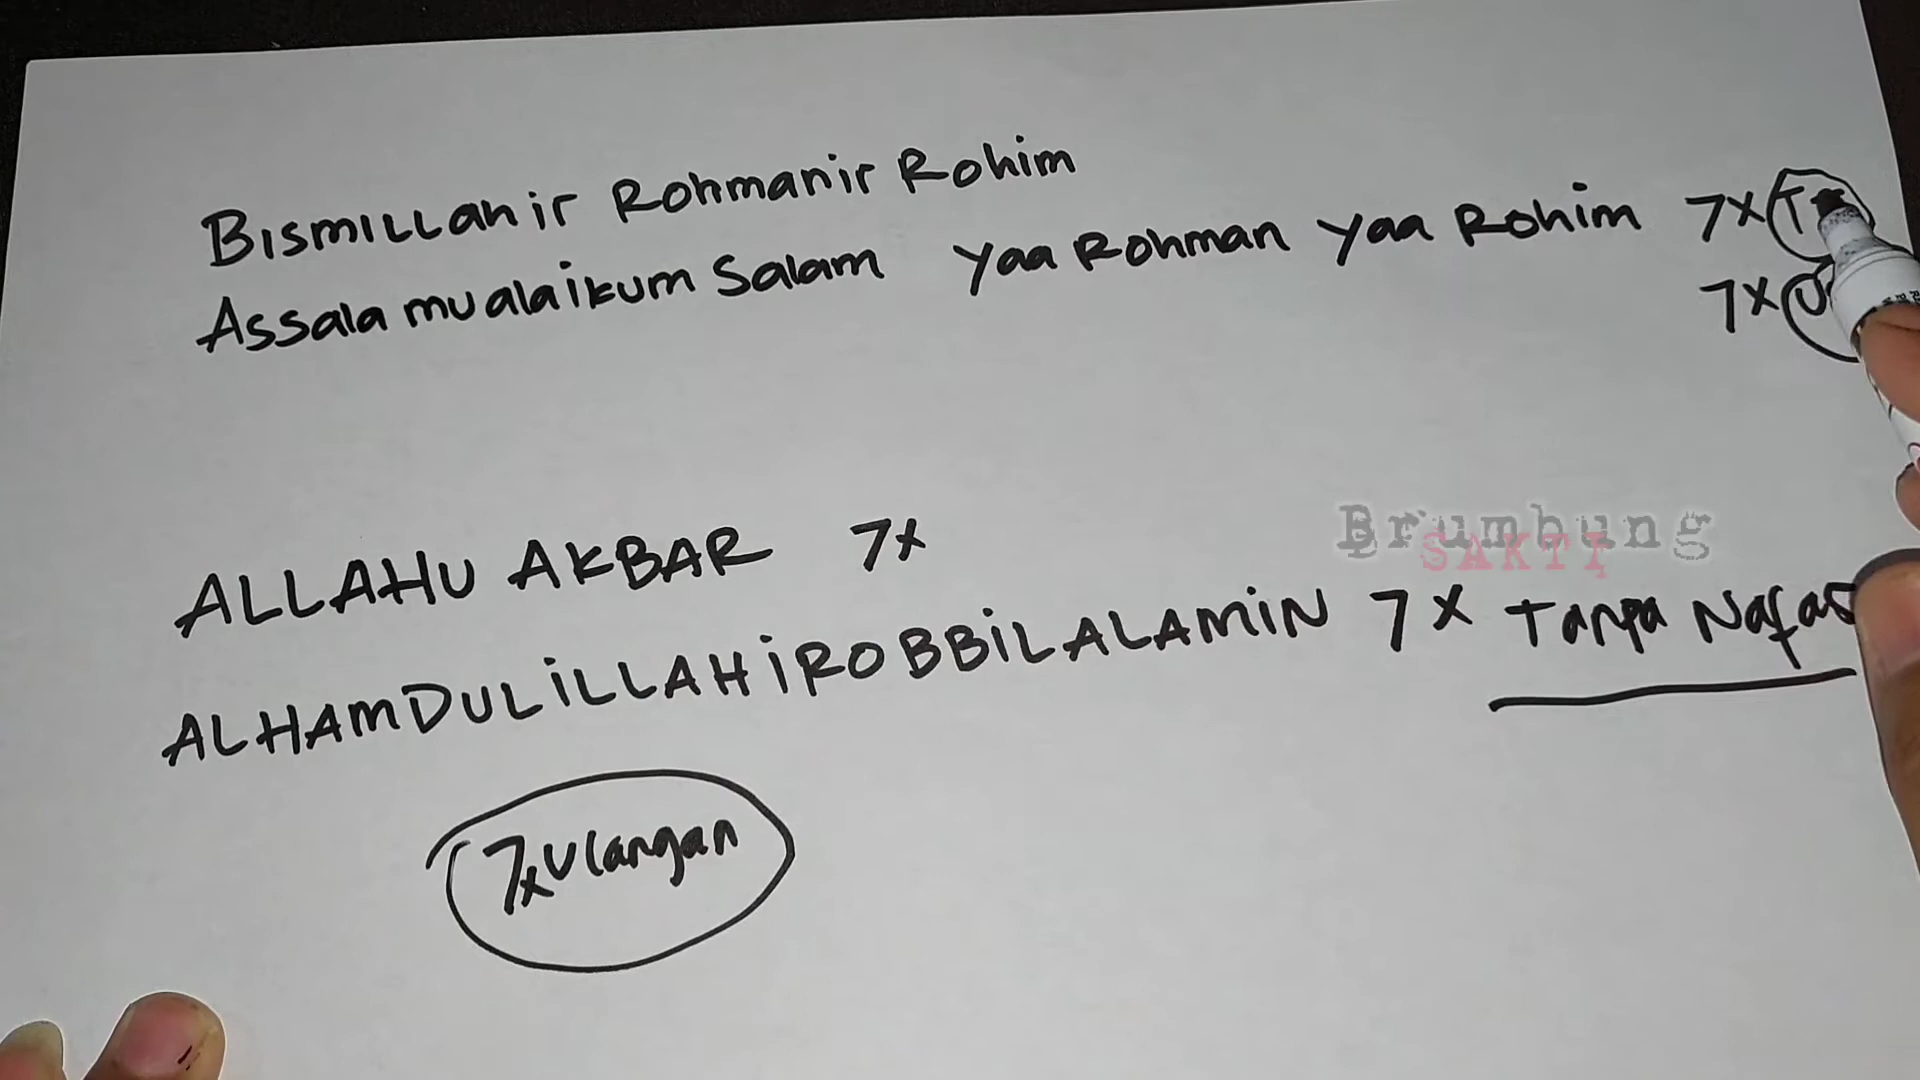 Bismillahir Rohmanir Rohim
Assalamualaikum Salam Yaa Rohman Yaa Rohim 7x
7x
ALLAHU AKBAR 7x
Brumbung
SAKTI
ALHAMDULILLAHIROBBILALAMIN 7x Tanpa Nafas
7x Ulangan